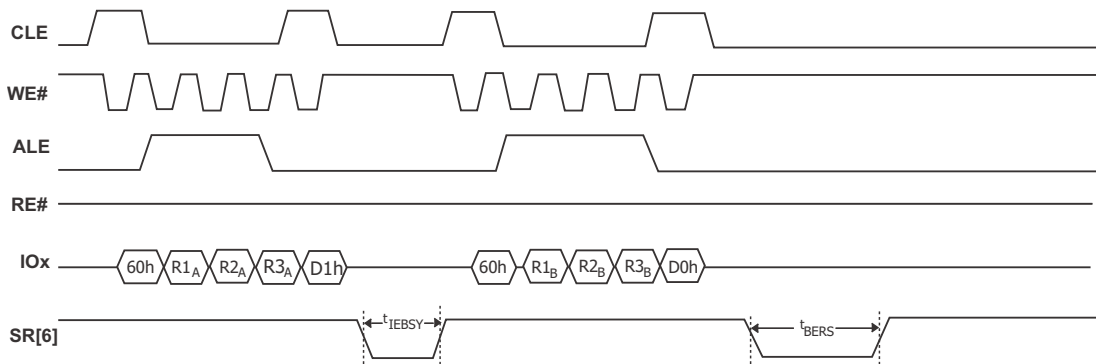 CLE
WE#
ALE
RE#
IOx 60h R1A R2A R3A D1h 60h R1B R2B R3B D0h
SR[6] tIEBSY tBERS